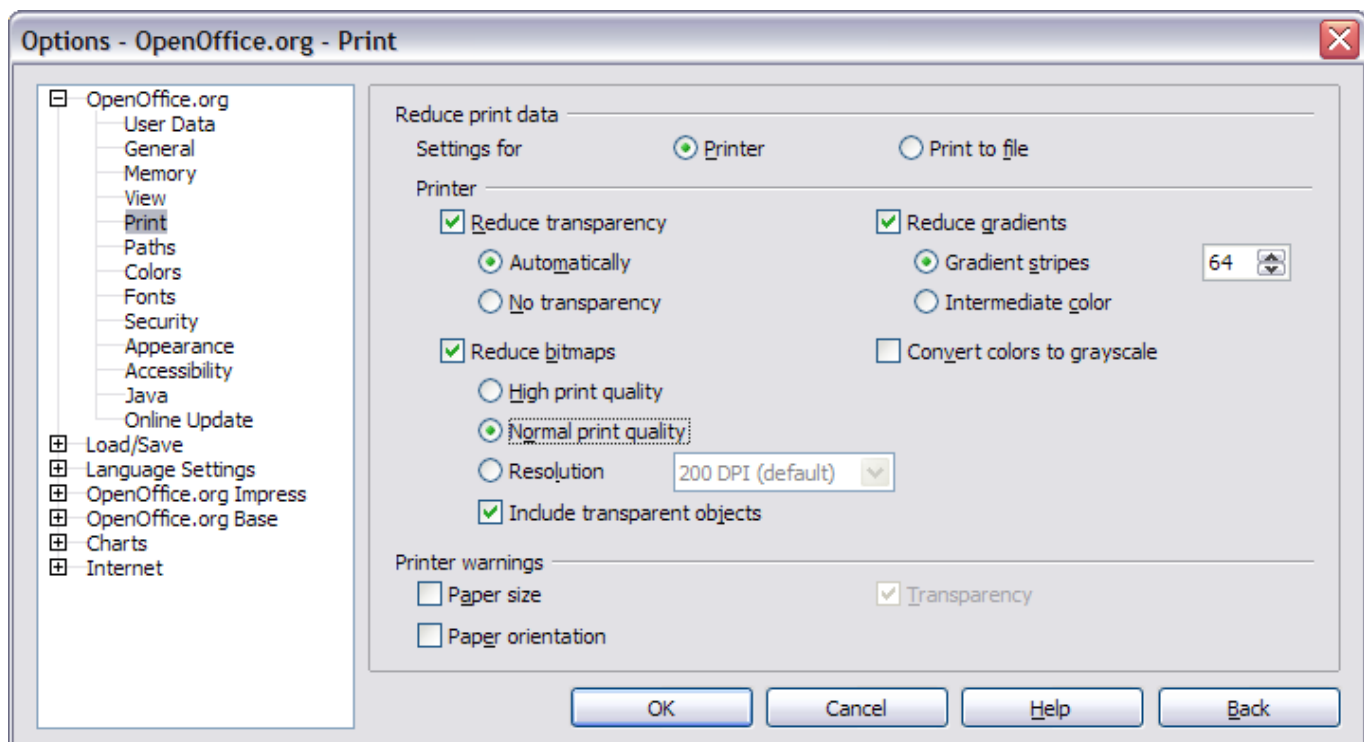 Options - OpenOffice.org - Print
OpenOffice.org
User Data
General
Memory
View
Print
Paths
Colors
Fonts
Security
Appearance
Accessibility
Java
Online Update
Load/Save
Language Settings
OpenOffice.org Impress
OpenOffice.org Base
Charts
Internet
Reduce print data
Settings for Printer Print to file
Printer
Reduce transparency Reduce gradients
Automatically Gradient stripes 64
No transparency Intermediate color
Reduce bitmaps Convert colors to grayscale
High print quality
Normal print quality
Resolution 200 DPI (default)
Include transparent objects
Printer warnings
Paper size Transparency
Paper orientation
OK Cancel Help Back